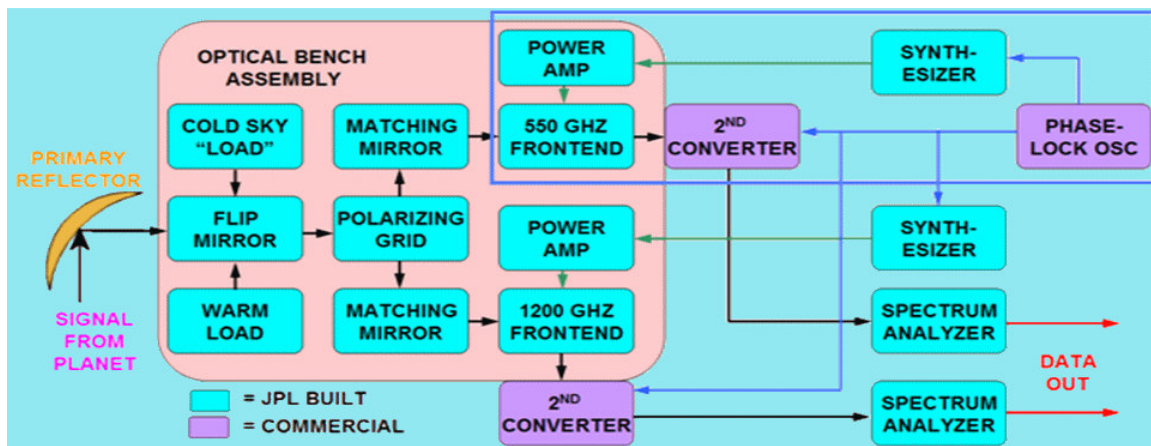 OPTICAL BENCH
ASSEMBLY
POWER
AMP
SYNTH-
ESIZER
COLD SKY
“LOAD”
MATCHING
MIRROR
550 GHZ
FRONTEND
2ND
CONVERTER
PHASE-
LOCK OSC
PRIMARY
REFLECTOR
FLIP
MIRROR
POLARIZING
GRID
POWER
AMP
SYNTH-
ESIZER
SIGNAL
FROM
PLANET
WARM
LOAD
MATCHING
MIRROR
1200 GHZ
FRONTEND
SPECTRUM
ANALYZER
DATA
OUT
= JPL BUILT
= COMMERCIAL
2ND
CONVERTER
SPECTRUM
ANALYZER